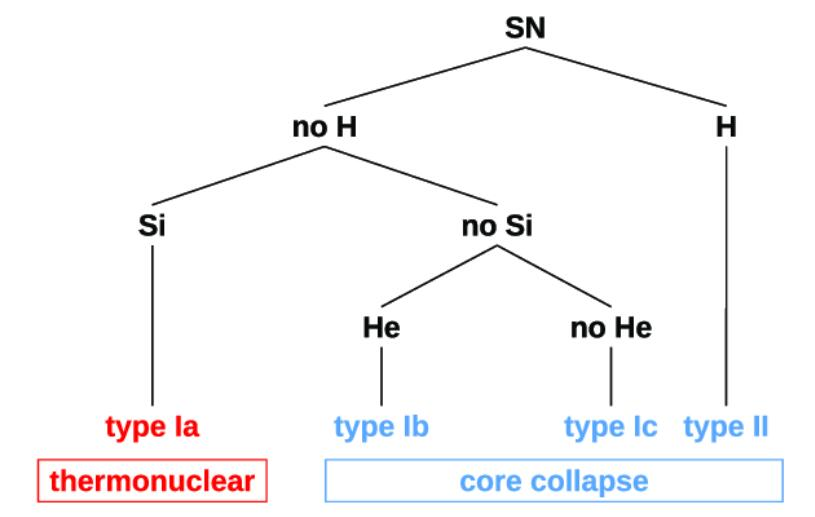 SN
no H
H
Si
no Si
He
no He
type Ia
type Ib
type Ic
type II
thermonuclear
core collapse